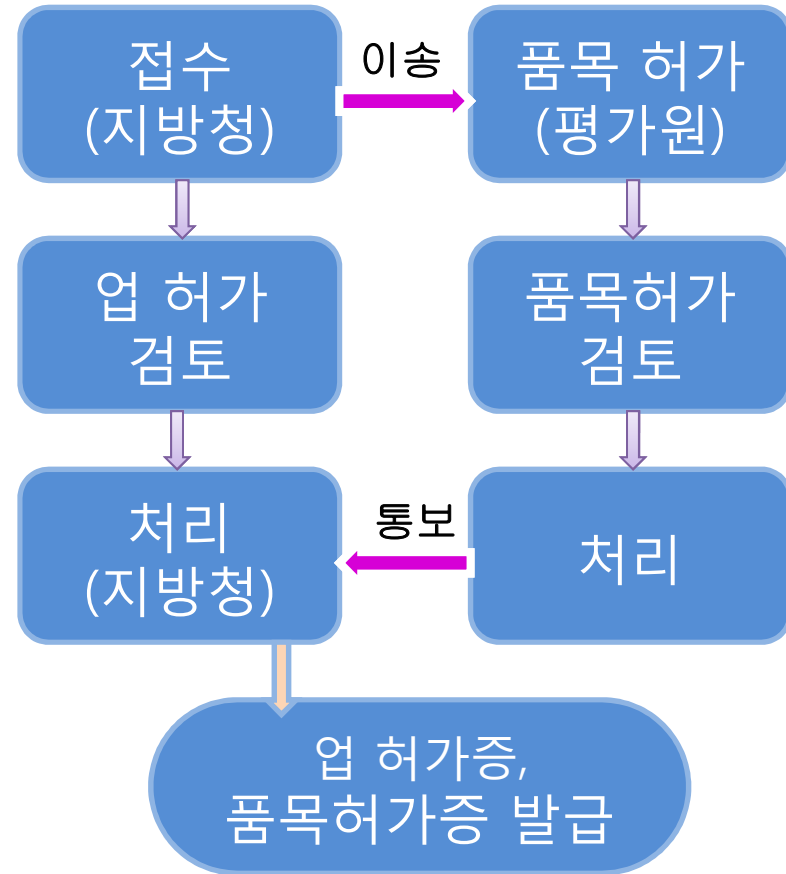 접수
(지방청)
이송
품목 허가
(평가원)
업 허가
검토
품목허가
검토
처리
(지방청)
통보
처리
업 허가증,
품목허가증 발급